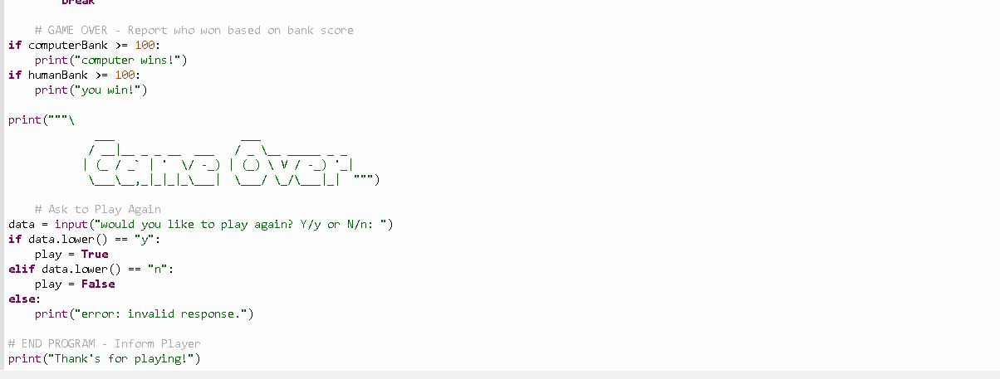 break
# GAME OVER - Report who won based on bank score
if computerBank >= 100:
    print("computer wins!")
if humanBank >= 100:
    print("you win!")
print("""\
             ___                   ___
            / __|__ _ _ __  ___   / _ \__ _____ _ _
           | (_ / _` | '  \/ -_) | (_) \ V / -_) '_|
            \___\__,_|_|_|_\___|  \___/ \_/\___|_|  """)
    # Ask to Play Again
data = input("would you like to play again? Y/y or N/n: ")
if data.lower() == "y":
    play = True
elif data.lower() == "n":
    play = False
else:
    print("error: invalid response.")
# END PROGRAM - Inform Player
print("Thank's for playing!")